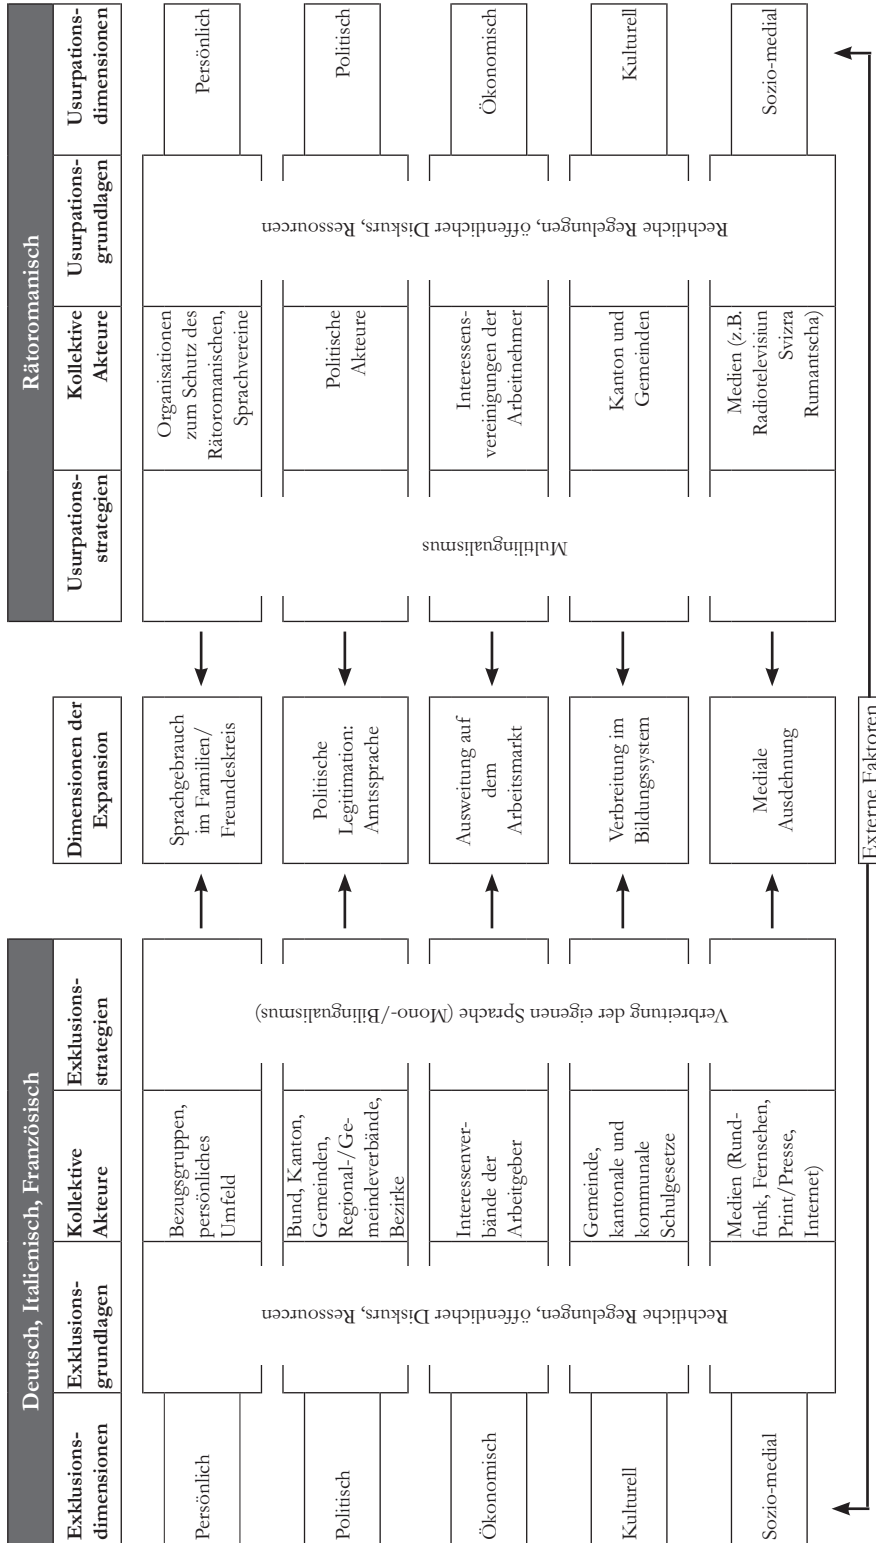 Deutsch, Italienisch, Französisch
Rätoromanisch
Exklusions-
dimensionen
Exklusions-
grundlagen
Kollektive
Akteure
Exklusions-
strategien
Dimensionen der
Expansion
Usurpations-
strategien
Kollektive
Akteure
Usurpations-
grundlagen
Usurpations-
dimensionen
Persönlich
Bezugsgruppen,
persönliches
Umfeld
Sprachgebrauch
im Familien/
Freundeskreis
Organisationen
zum Schutz des
Rätoromanischen,
Sprachvereine
Persönlich
Politisch
Bund, Kanton,
Gemeinden,
Regional-/Ge-
meindeverbände,
Bezirke
Politische
Legitimation:
Amtssprache
Politische
Akteure
Politisch
Ökonomisch
Interessenver-
bände der
Arbeitgeber
Ausweitung auf
dem
Arbeitsmarkt
Interessens-
vereinigungen der
Arbeitnehmer
Ökonomisch
Kulturell
Gemeinde,
kantonale und
kommunale
Schulgesetze
Verbreitung im
Bildungssystem
Kanton und
Gemeinden
Kulturell
Sozio-medial
Medien (Rund-
funk, Fernsehen,
Print/Presse,
Internet)
Mediale
Ausdehnung
Medien (z.B.
Radiotelevisiun
Svizra
Rumantscha)
Sozio-medial
Rechtliche Regelungen, öffentlicher Diskurs, Ressourcen
Verbreitung der eigenen Sprache (Mono-/Bilingualismus)
Multilingualismus
Rechtliche Regelungen, öffentlicher Diskurs, Ressourcen
Externe Faktoren